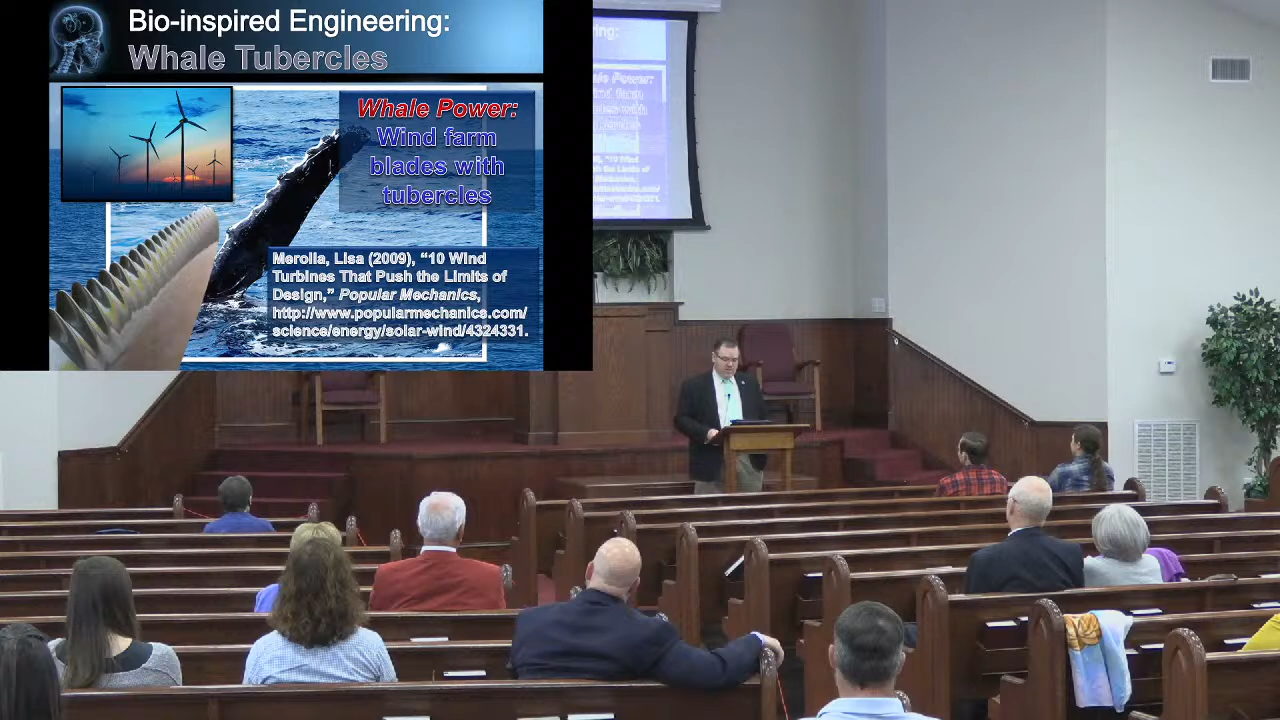 Bio-inspired Engineering:
Whale Tubercles
Whale Power:
Wind farm
blades with
tubercles
Merolla, Lisa (2009), “10 Wind
Turbines That Push the Limits of
Design,” Popular Mechanics,
http://www.popularmechanics.com/
science/energy/solar-wind/4324331.
ing: